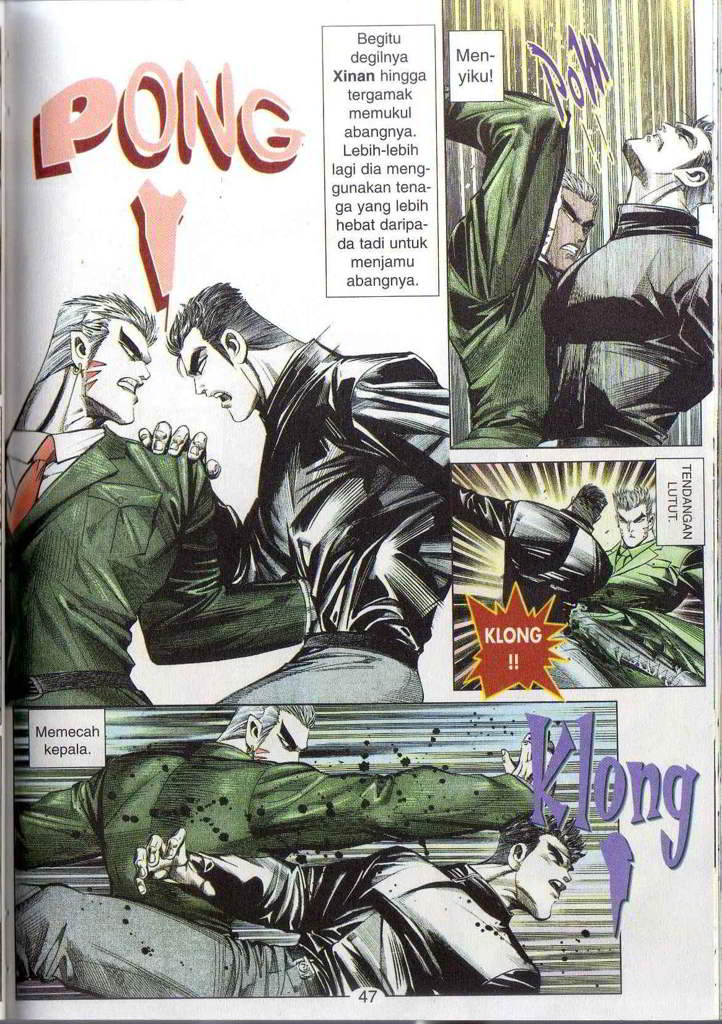 PONG
!
Begitu
degilnya
Xinan hingga
tergamak
memukul
abangnya.
Lebih-lebih
lagi dia meng-
gunakan tena-
ga yang lebih
hebat daripa-
da tadi untuk
menjamu
abangnya.
Men-
yiku!
POM
!!
TENDANGAN
LUTUT.
KLONG
!!
Memecah
kepala.
Klong
!
47